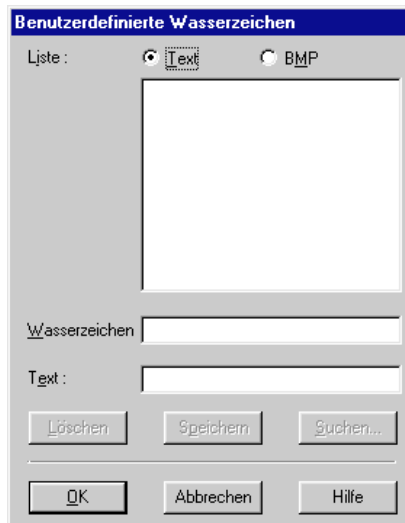 Benutzerdefinierte Wasserzeichen
Liste : Text BMP
Wasserzeichen
Text :
Löschen Speichern Suchen...
OK Abbrechen Hilfe